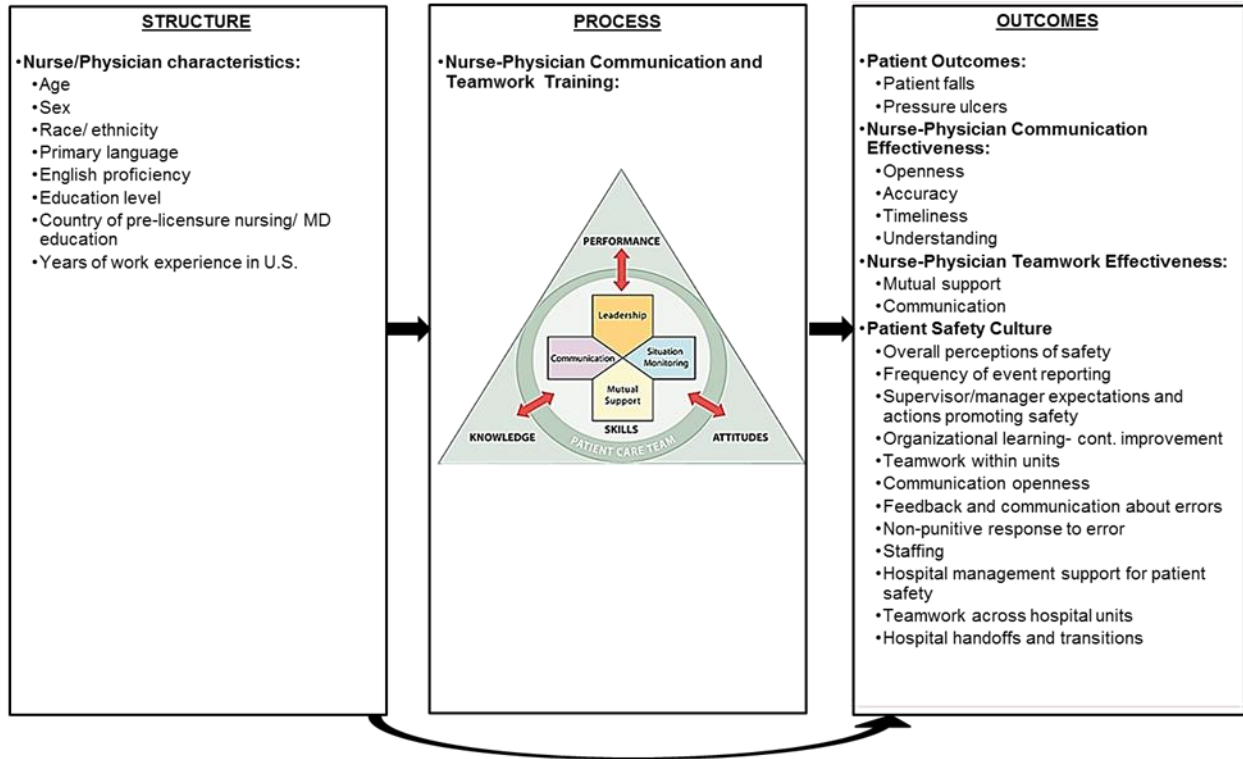 STRUCTURE
•Nurse/Physician characteristics:
•Age
•Sex
•Race/ ethnicity
•Primary language
•English proficiency
•Education level
•Country of pre-licensure nursing/ MD
education
•Years of work experience in U.S.
PROCESS
•Nurse-Physician Communication and
Teamwork Training:
PERFORMANCE
Leadership
Communication
Situation
Monitoring
Mutual
Support
SKILLS
KNOWLEDGE
ATTITUDES
PATIENT CARE TEAM
OUTCOMES
•Patient Outcomes:
•Patient falls
•Pressure ulcers
•Nurse-Physician Communication
Effectiveness:
•Openness
•Accuracy
•Timeliness
•Understanding
•Nurse-Physician Teamwork Effectiveness:
•Mutual support
•Communication
•Patient Safety Culture
•Overall perceptions of safety
•Frequency of event reporting
•Supervisor/manager expectations and
actions promoting safety
•Organizational learning- cont. improvement
•Teamwork within units
•Communication openness
•Feedback and communication about errors
•Non-punitive response to error
•Staffing
•Hospital management support for patient
safety
•Teamwork across hospital units
•Hospital handoffs and transitions